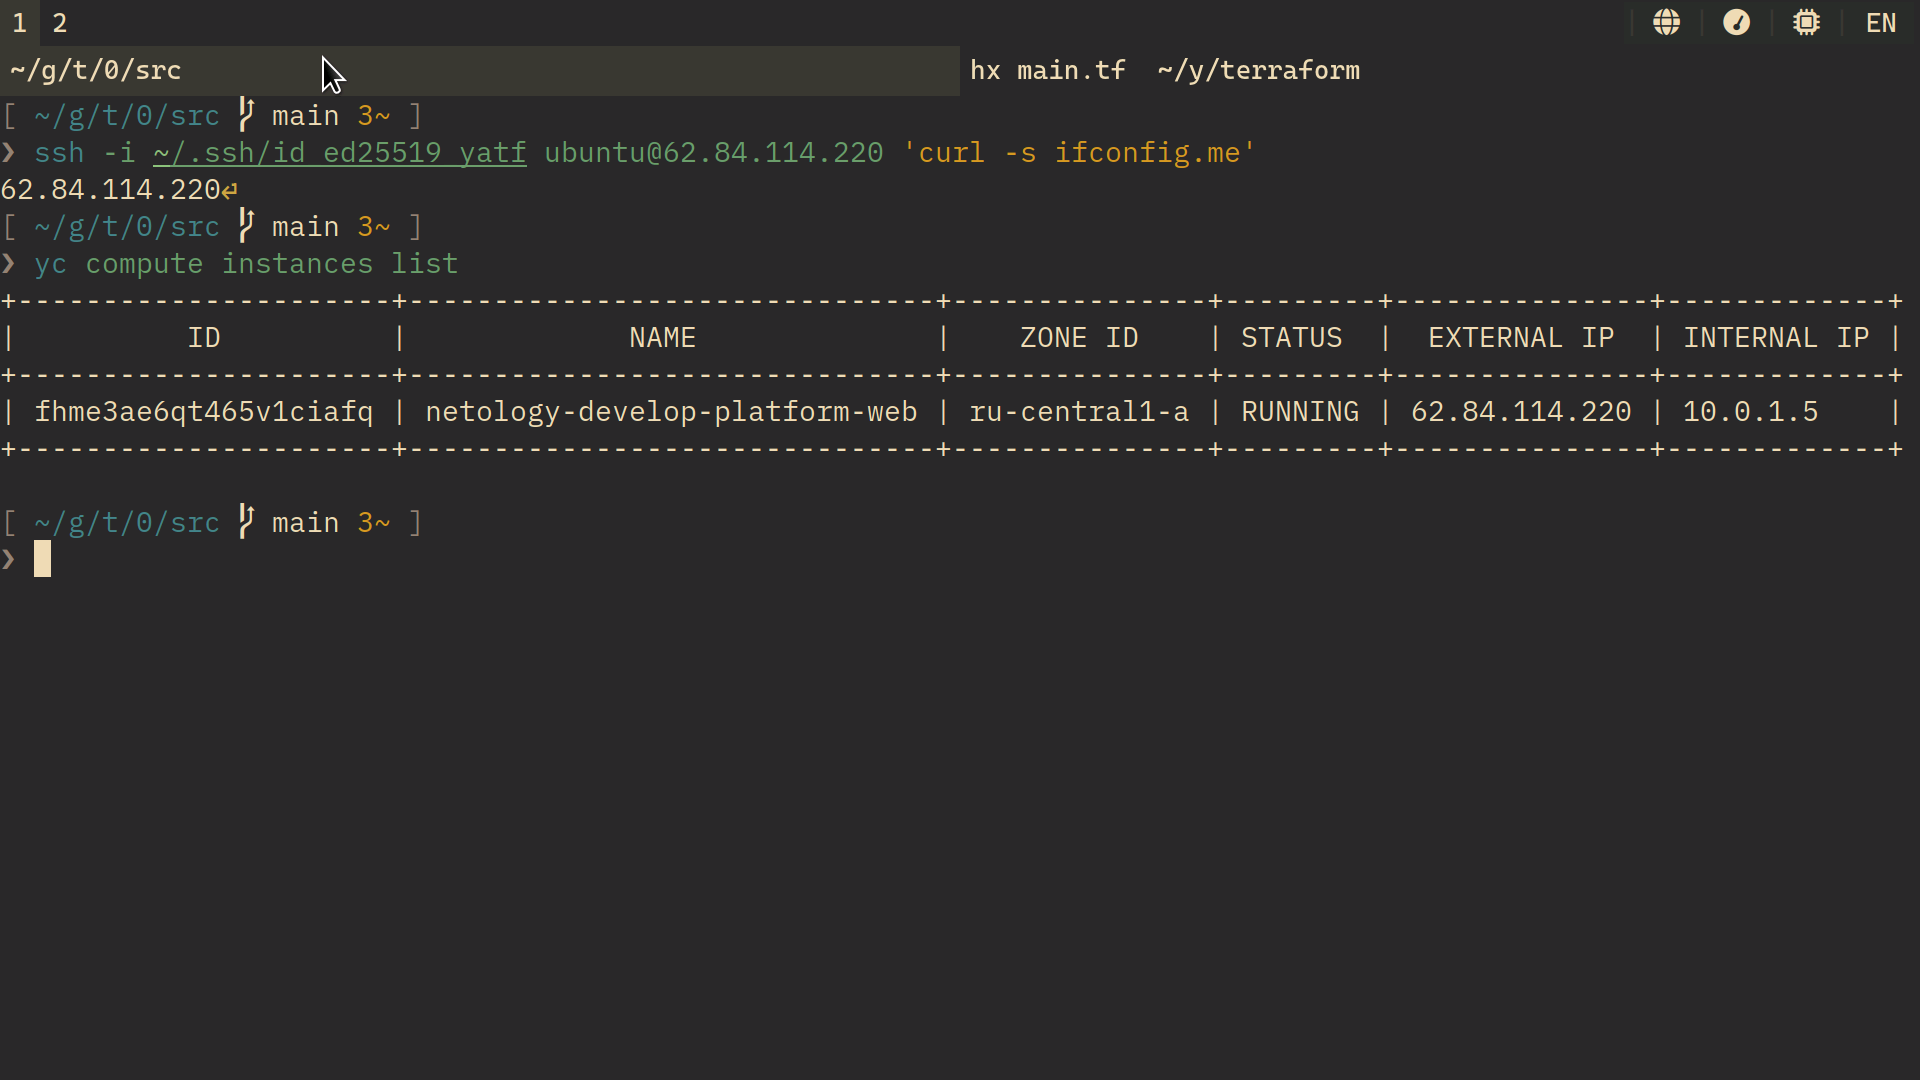 1 2 EN
~/g/t/0/src hx main.tf ~/y/terraform
[ ~/g/t/0/src main 3~ ]
❯ ssh -i ~/.ssh/id_ed25519_yatf ubuntu@62.84.114.220 'curl -s ifconfig.me'
62.84.114.220⏎
[ ~/g/t/0/src main 3~ ]
❯ yc compute instances list
+----------------------+-------------------------------+---------------+---------+---------------+-------------+
| ID | NAME | ZONE ID | STATUS | EXTERNAL IP | INTERNAL IP |
+----------------------+-------------------------------+---------------+---------+---------------+-------------+
| fhme3ae6qt465v1ciafq | netology-develop-platform-web | ru-central1-a | RUNNING | 62.84.114.220 | 10.0.1.5 |
+----------------------+-------------------------------+---------------+---------+---------------+-------------+
[ ~/g/t/0/src main 3~ ]
❯